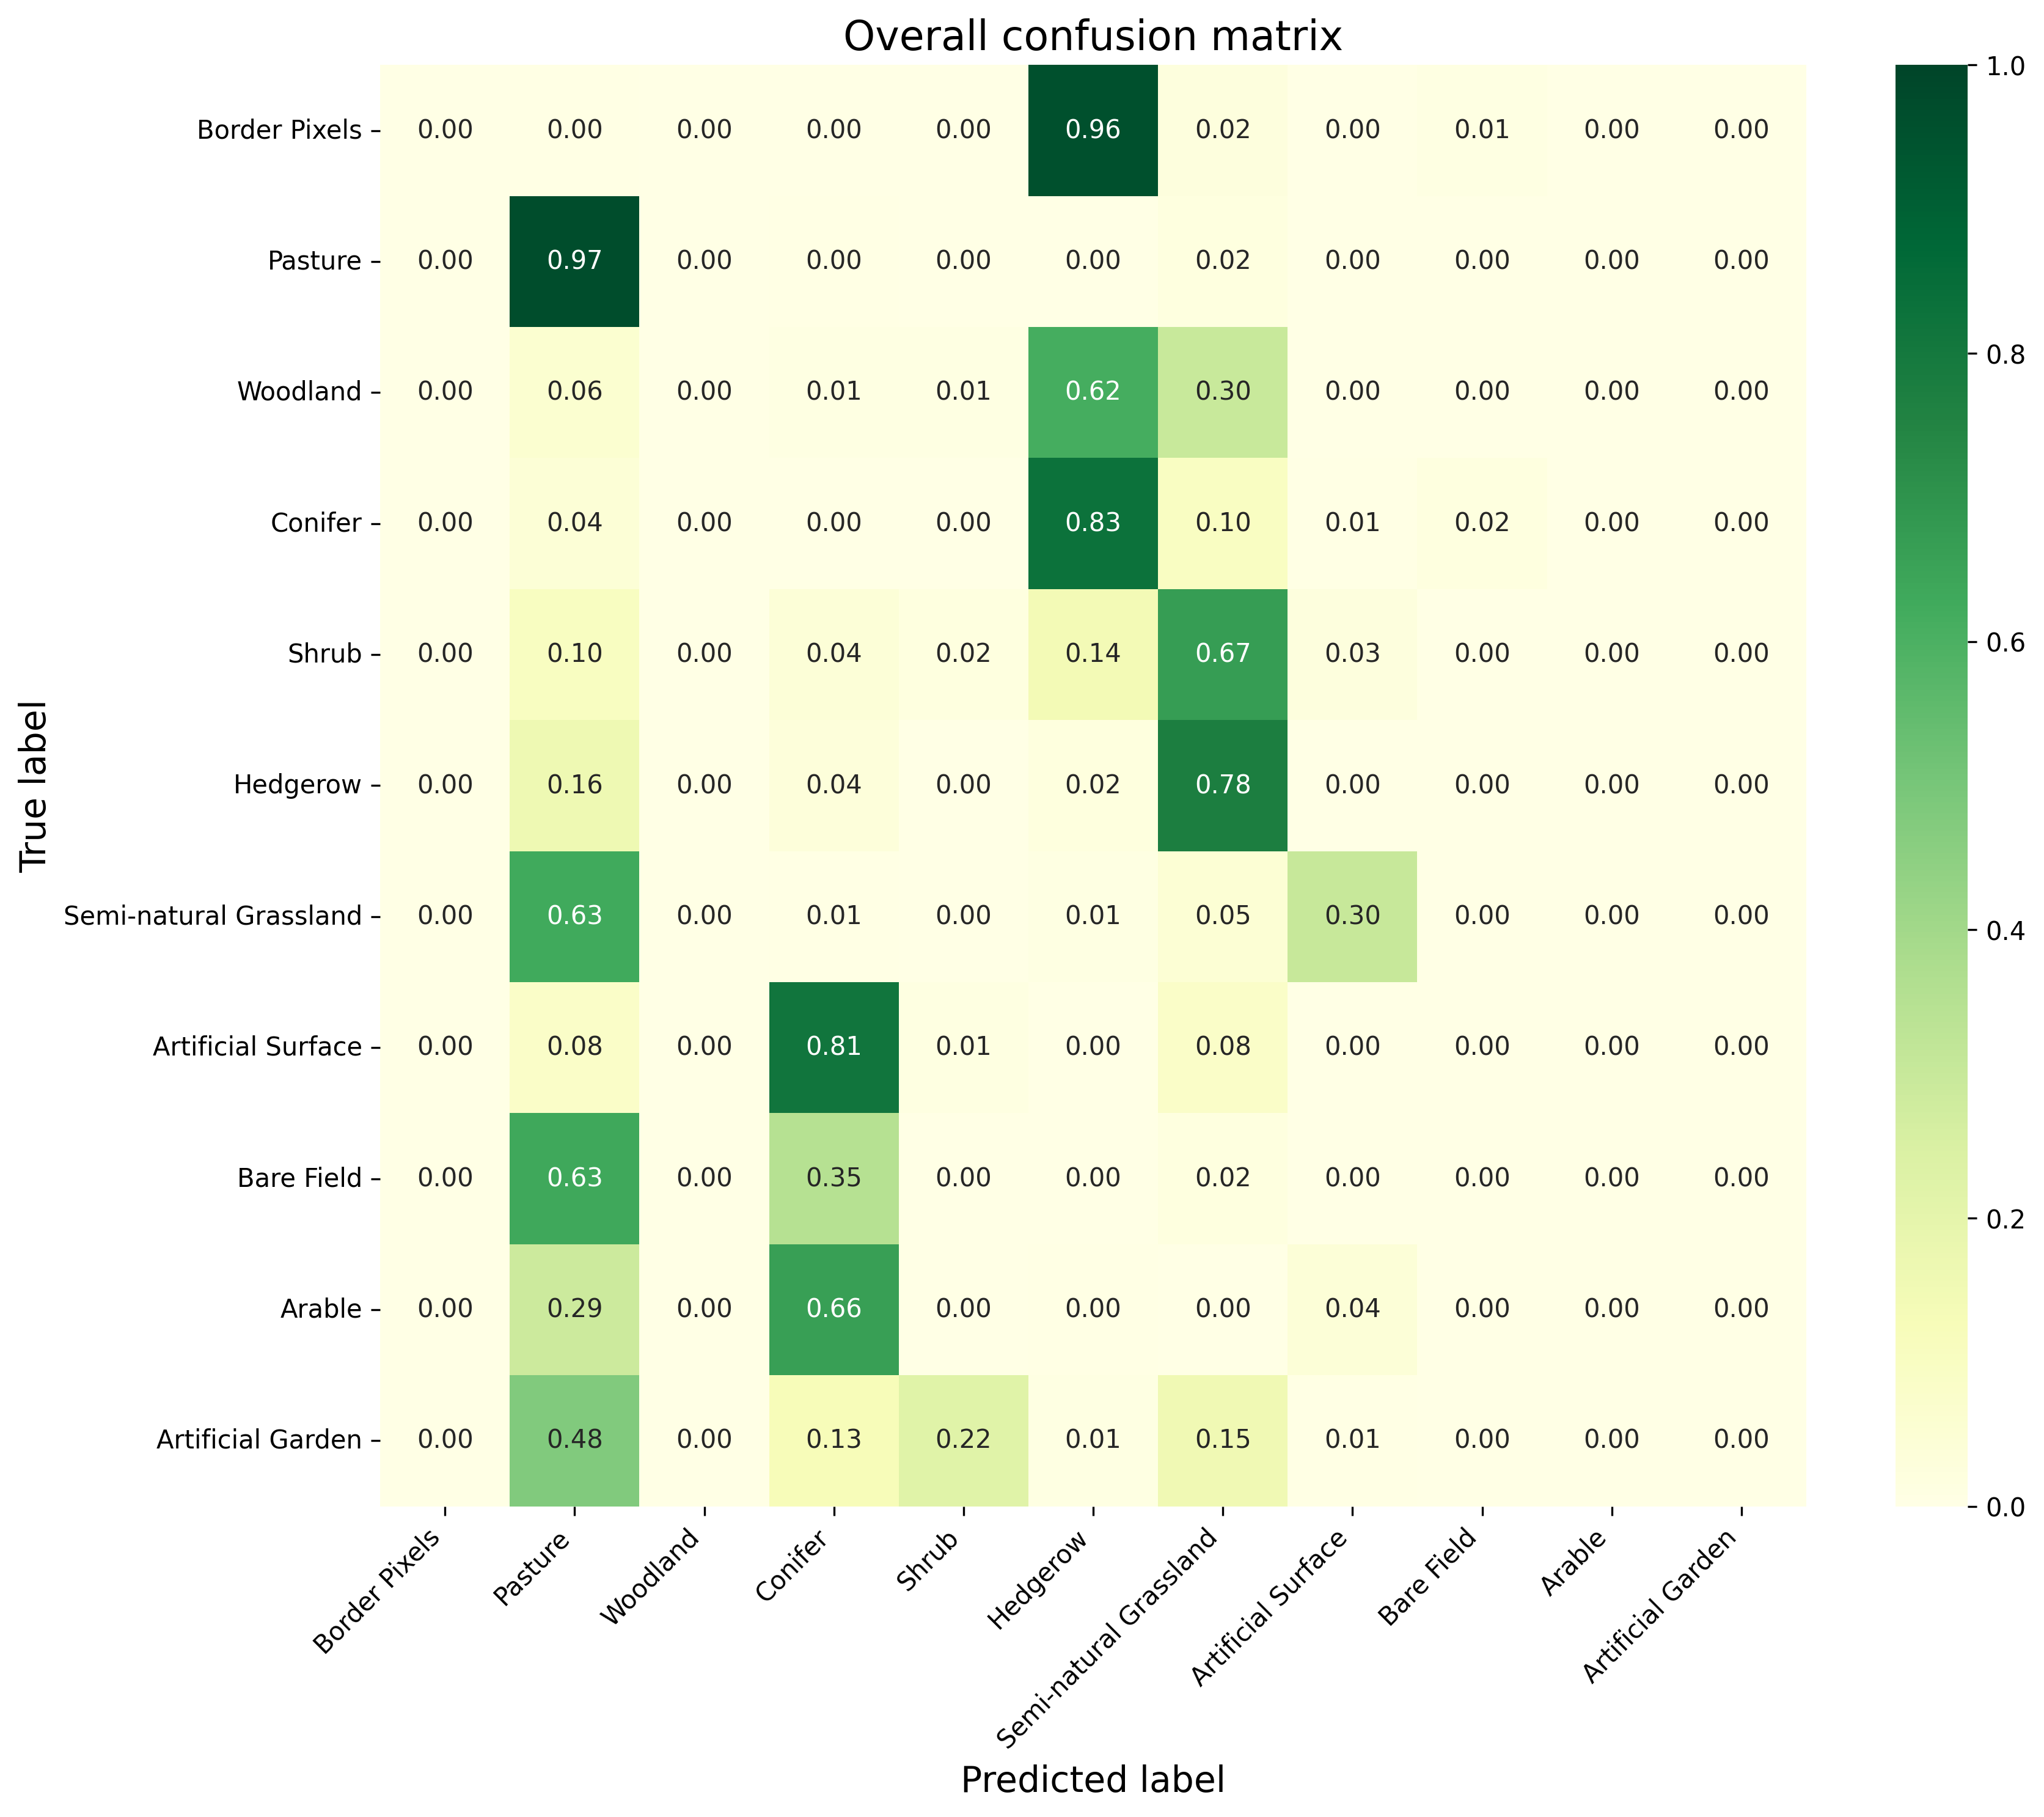 Overall confusion matrix
Border Pixels 0.00 0.00 0.00 0.00 0.00 0.96 0.02 0.00 0.01 0.00 0.00
Pasture 0.00 0.97 0.00 0.00 0.00 0.00 0.02 0.00 0.00 0.00 0.00
Woodland 0.00 0.06 0.00 0.01 0.01 0.62 0.30 0.00 0.00 0.00 0.00
Conifer 0.00 0.04 0.00 0.00 0.00 0.83 0.10 0.01 0.02 0.00 0.00
Shrub 0.00 0.10 0.00 0.04 0.02 0.14 0.67 0.03 0.00 0.00 0.00
Hedgerow 0.00 0.16 0.00 0.04 0.00 0.02 0.78 0.00 0.00 0.00 0.00
Semi-natural Grassland 0.00 0.63 0.00 0.01 0.00 0.01 0.05 0.30 0.00 0.00 0.00
Artificial Surface 0.00 0.08 0.00 0.81 0.01 0.00 0.08 0.00 0.00 0.00 0.00
Bare Field 0.00 0.63 0.00 0.35 0.00 0.00 0.02 0.00 0.00 0.00 0.00
Arable 0.00 0.29 0.00 0.66 0.00 0.00 0.00 0.04 0.00 0.00 0.00
Artificial Garden 0.00 0.48 0.00 0.13 0.22 0.01 0.15 0.01 0.00 0.00 0.00
True label
Border Pixels
Pasture
Woodland
Conifer
Shrub
Hedgerow
Semi-natural Grassland
Artificial Surface
Bare Field
Arable
Artificial Garden
Predicted label
1.0
0.8
0.6
0.4
0.2
0.0